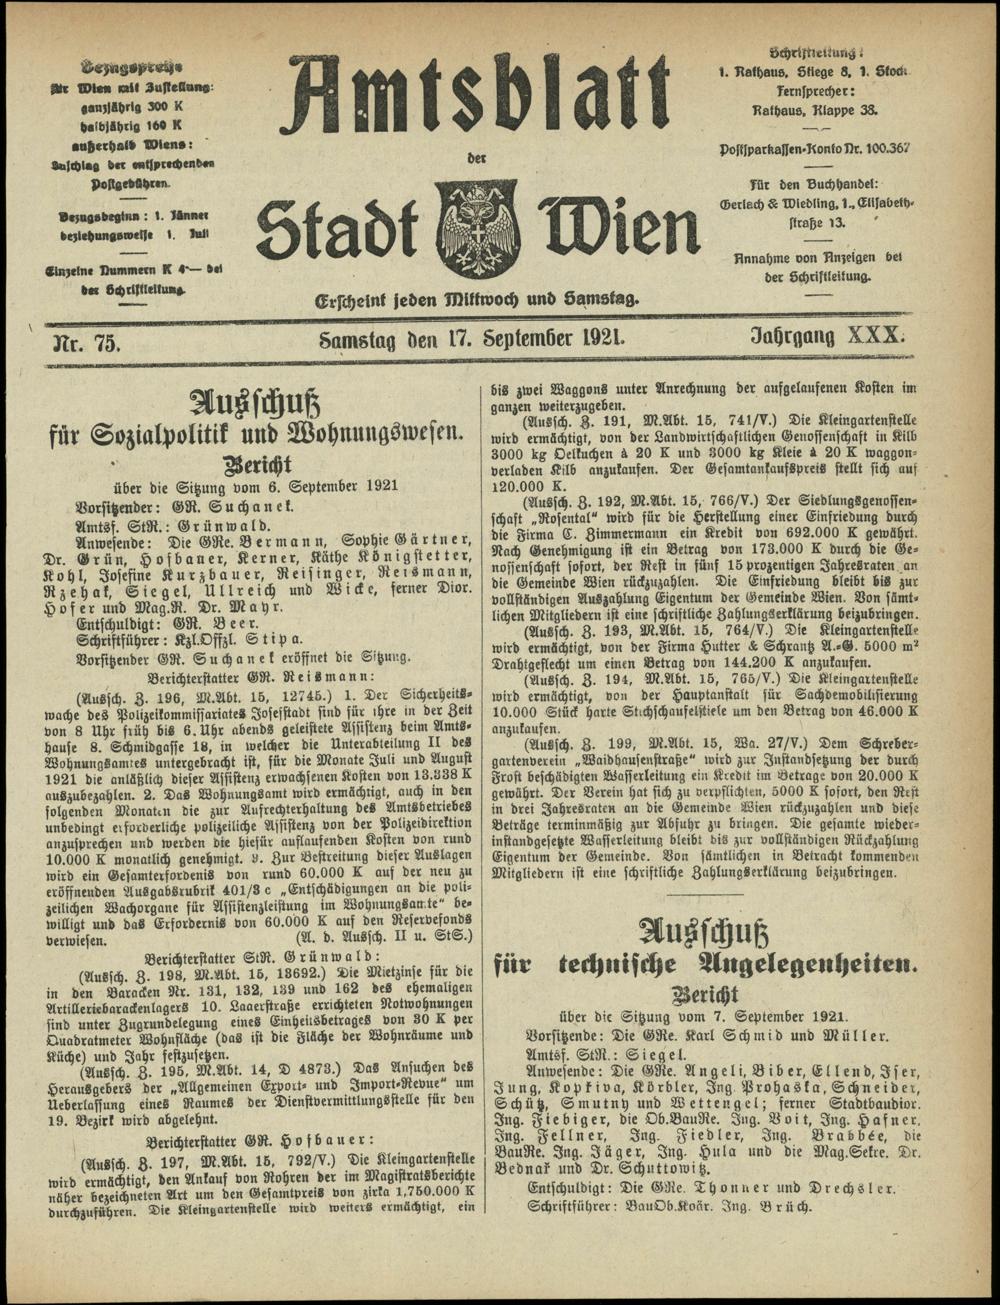 Bezugspreise
für Wien mit Zustellung:
ganzjährig 300 K
halbjährig 160 K
außerhalb Wiens:
Zuschlag der entsprechenden
Postgebühren.
Bezugsbeginn: 1. Jänner
beziehungsweise 1. Juli
Einzelne Nummern K 4·— bei
der Schriftleitung.
Amtsblatt
der
Stadt Wien
Erscheint jeden Mittwoch und Samstag.
Schriftleitung:
1. Rathaus, Stiege 8, 1. Stock.
Fernsprecher:
Rathaus, Klappe 38.
Postsparkassen-Konto Nr. 100.367
Für den Buchhandel:
Gerlach & Wiedling, 1., Elisabeth-
straße 13.
Annahme von Anzeigen bei
der Schriftleitung.
Nr. 75. Samstag den 17. September 1921. Jahrgang XXX.
Ausschuß
für Sozialpolitik und Wohnungswesen.
Bericht
über die Sitzung vom 6. September 1921
Vorsitzender: GR. Suchanek.
Amtsf. StR.: Grünwald.
Anwesende: Die GRe. Bermann, Sophie Gärtner,
Dr. Grün, Hofbaner, Kerner, Käthe Königstetter,
Kohl, Josefine Kurzbauer, Reisinger, Reismann,
Rzehak, Siegel, Ullreich und Wicke, ferner Dior.
Hofer und Mag.R. Dr. Mayr.
Entschuldigt: GR. Beer.
Schriftführer: Kzl.Offzl. Stipa.
Vorsitzender GR. Suchanek eröffnet die Sitzung.
Berichterstatter GR. Reismann:
(Aussch. Z. 196, M.Abt. 15, 12745.) 1. Der Sicherheits-
wache des Polizeikommissariates Josefstadt sind für ihre in der Zeit
von 8 Uhr früh bis 6. Uhr abends geleistete Assistenz beim Amts-
hause 8. Schmidgasse 18, in welcher die Unterabteilung II des
Wohnungsamtes untergebracht ist, für die Monate Juli und August
1921 die anläßlich dieser Assistenz erwachsenen Kosten von 13.338 K
auszubezahlen. 2. Das Wohnungsamt wird ermächtigt, auch in den
folgenden Monaten die zur Aufrechterhaltung des Amtsbetriebes
unbedingt erforderliche polizeiliche Assistenz von der Polizeidirektion
anzusprechen und werden die hiefür auflaufenden Kosten von rund
10.000 K monatlich genehmigt. 3. Zur Bestreitung dieser Auslagen
wird ein Gesamterfordenis von rund 60.000 K auf der neu zu
eröffnenden Ausgabsrubrik 401/3 c „Entschädigungen an die poli-
zeilichen Wachorgane für Assistenzleistung im Wohnungsamte“ be-
willigt und das Erfordernis von 60.000 K auf den Reservefonds
verwiesen. (A. d. Aussch. II u. StS.)
Berichterstatter StR. Grünwald:
(Aussch. Z. 198, M.Abt. 15, 13692.) Die Mietzinse für die
in den Baracken Nr. 131, 132, 139 und 162 des ehemaligen
Artilleriebarackenlagers 10. Laaerstraße errichteten Notwohnungen
sind unter Zugrundelegung eines Einheitsbetrages von 30 K per
Quadratmeter Wohnfläche (das ist die Fläche der Wohnräume und
Küche) und Jahr festzusetzen.
(Aussch. Z. 195, M.Abt. 14, D 4873.) Das Ansuchen des
Herausgebers der „Allgemeinen Export- und Import-Revue“ um
Ueberlassung eines Raumes der Dienstvermittlungsstelle für den
19. Bezirk wird abgelehnt.
Berichterstatter GR. Hofbauer:
(Aussch. Z. 197, M.Abt. 15, 792/V.) Die Kleingartenstelle
wird ermächtigt, den Ankauf von Rohren der im Magistratsberichte
näher bezeichneten Art um den Gesamtpreis von zirka 1,750.000 K
durchzuführen. Die Kleingartenstelle wird weiters ermächtigt, ein
bis zwei Waggons unter Anrechnung der aufgelaufenen Kosten im
ganzen weiterzugeben.
(Aussch. Z. 191, M.Abt. 15, 741/V.) Die Kleingartenstelle
wird ermächtigt, von der Landwirtschaftlichen Genossenschaft in Kilb
3000 kg Oelkuchen à 20 K und 3000 kg Kleie à 20 K waggon-
verladen Kilb anzukaufen. Der Gesamtankaufspreis stellt sich auf
120.000 K.
(Aussch. Z. 192, M.Abt. 15, 766/V.) Der Siedlungsgenossen-
schaft „Rosental“ wird für die Herstellung einer Einfriedung durch
die Firma C. Zimmermann ein Kredit von 692.000 K gewährt.
Nach Genehmigung ist ein Betrag von 173.000 K durch die Ge-
nossenschaft sofort, der Rest in fünf 15 prozentigen Jahresraten an
die Gemeinde Wien rückzuzahlen. Die Einfriedung bleibt bis zur
vollständigen Auszahlung Eigentum der Gemeinde Wien. Von sämt-
lichen Mitgliedern ist eine schriftliche Zahlungserklärung beizubringen.
(Aussch. Z. 193, M.Abt. 15, 764/V.) Die Kleingartenstelle
wird ermächtigt, von der Firma Hutter & Schrantz A.-G. 5000 m²
Drahtgeflecht um einen Betrag von 144.200 K anzukaufen.
(Aussch. Z. 194, M.Abt. 15, 765/V.) Die Kleingartenstelle
wird ermächtigt, von der Hauptanstalt für Sachdemobilisierung
10.000 Stück harte Stichschaufelstiele um den Betrag von 46.000 K
anzukaufen.
(Aussch. Z. 199, M.Abt. 15, Wa. 27/V.) Dem Schreber-
gartenverein „Waidhausenstraße“ wird zur Instandsetzung der durch
Frost beschädigten Wasserleitung ein Kredit im Betrage von 20.000 K
gewährt. Der Verein hat sich zu verpflichten, 5000 K sofort, den Rest
in drei Jahresraten an die Gemeinde Wien rückzuzahlen und diese
Beträge terminmäßig zur Abfuhr zu bringen. Die gesamte wieder-
instandgesetzte Wasserleitung bleibt bis zur vollständigen Rückzahlung
Eigentum der Gemeinde. Von sämtlichen in Betracht kommenden
Mitgliedern ist eine schriftliche Zahlungserklärung beizubringen.
Ausschuß
für technische Angelegenheiten.
Bericht
über die Sitzung vom 7. September 1921.
Vorsitzende: Die GRe. Karl Schmid und Müller.
Amtsf. StR.: Siegel.
Anwesende: Die GRe. Angeli, Biber, Ellend, Iser,
Jung, Kopkiva, Körbler, Ing. Prohaska, Schneider,
Schütz, Smutny und Wettengel; ferner Stadtbaudior.
Ing. Fiebiger, die Ob.BauRe. Ing. Voit, Ing. Hafner,
Ing. Fellner, Ing. Fiedler, Ing. Brabbée, die
BauRe. Ing. Jäger, Ing. Hula und die Mag.Sekre. Dr.
Bednak und Dr. Schuttowitz.
Entschuldigt: Die GRe. Thonner und Drechsler.
Schriftführer: BauOb.Koär. Ing. Brüch.